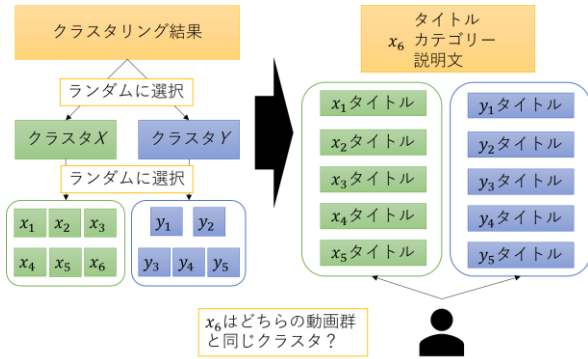 クラスタリング結果
ランダムに選択
クラスタX
クラスタY
ランダムに選択
x₁ x₂ x₃
x₄ x₅ x₆
y₁ y₂
y₃ y₄ y₅
タイトル
x₆ カテゴリー
説明文
x₁タイトル
x₂タイトル
x₃タイトル
x₄タイトル
x₅タイトル
y₁タイトル
y₂タイトル
y₃タイトル
y₄タイトル
y₅タイトル
x₆はどちらの動画群
と同じクラスタ？